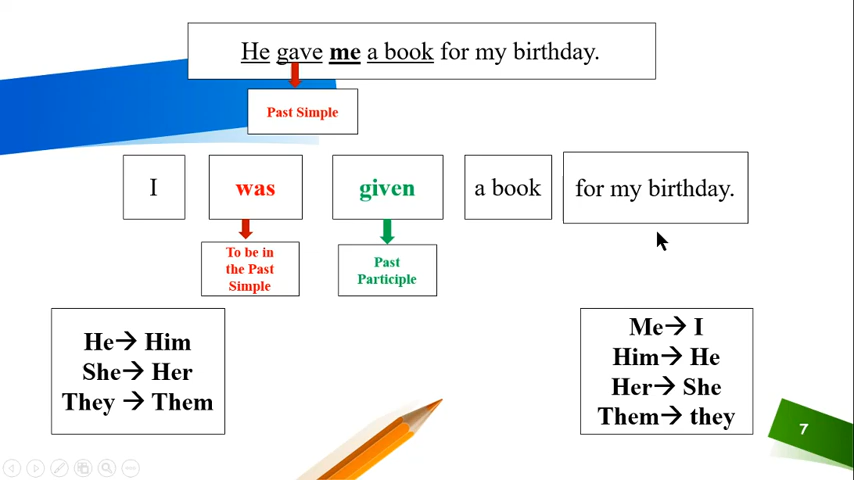 He gave me a book for my birthday.
Past Simple
I was given a book for my birthday.
To be in
the Past
Simple
Past
Participle
He→ Him
She→ Her
They → Them
Me→ I
Him→ He
Her→ She
Them→ they
7